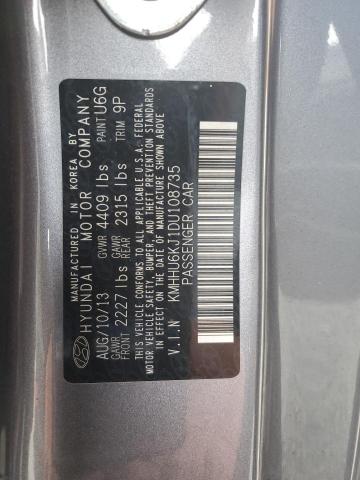 MANUFACTURED IN KOREA BY
HYUNDAI MOTOR COMPANY
AUG/10/13 GVWR 4409 lbs PAINT U6G
GAWR FRONT 2227 lbs GAWR REAR 2315 lbs TRIM 9P
THIS VEHICLE CONFORMS TO ALL APPLICABLE U.S.A. FEDERAL
MOTOR VEHICLE SAFETY, BUMPER, AND THEFT PREVENTION STANDARDS
IN EFFECT ON THE DATE OF MANUFACTURE SHOWN ABOVE.
V.I.N KMHHU6KJ1DU108735
PASSENGER CAR